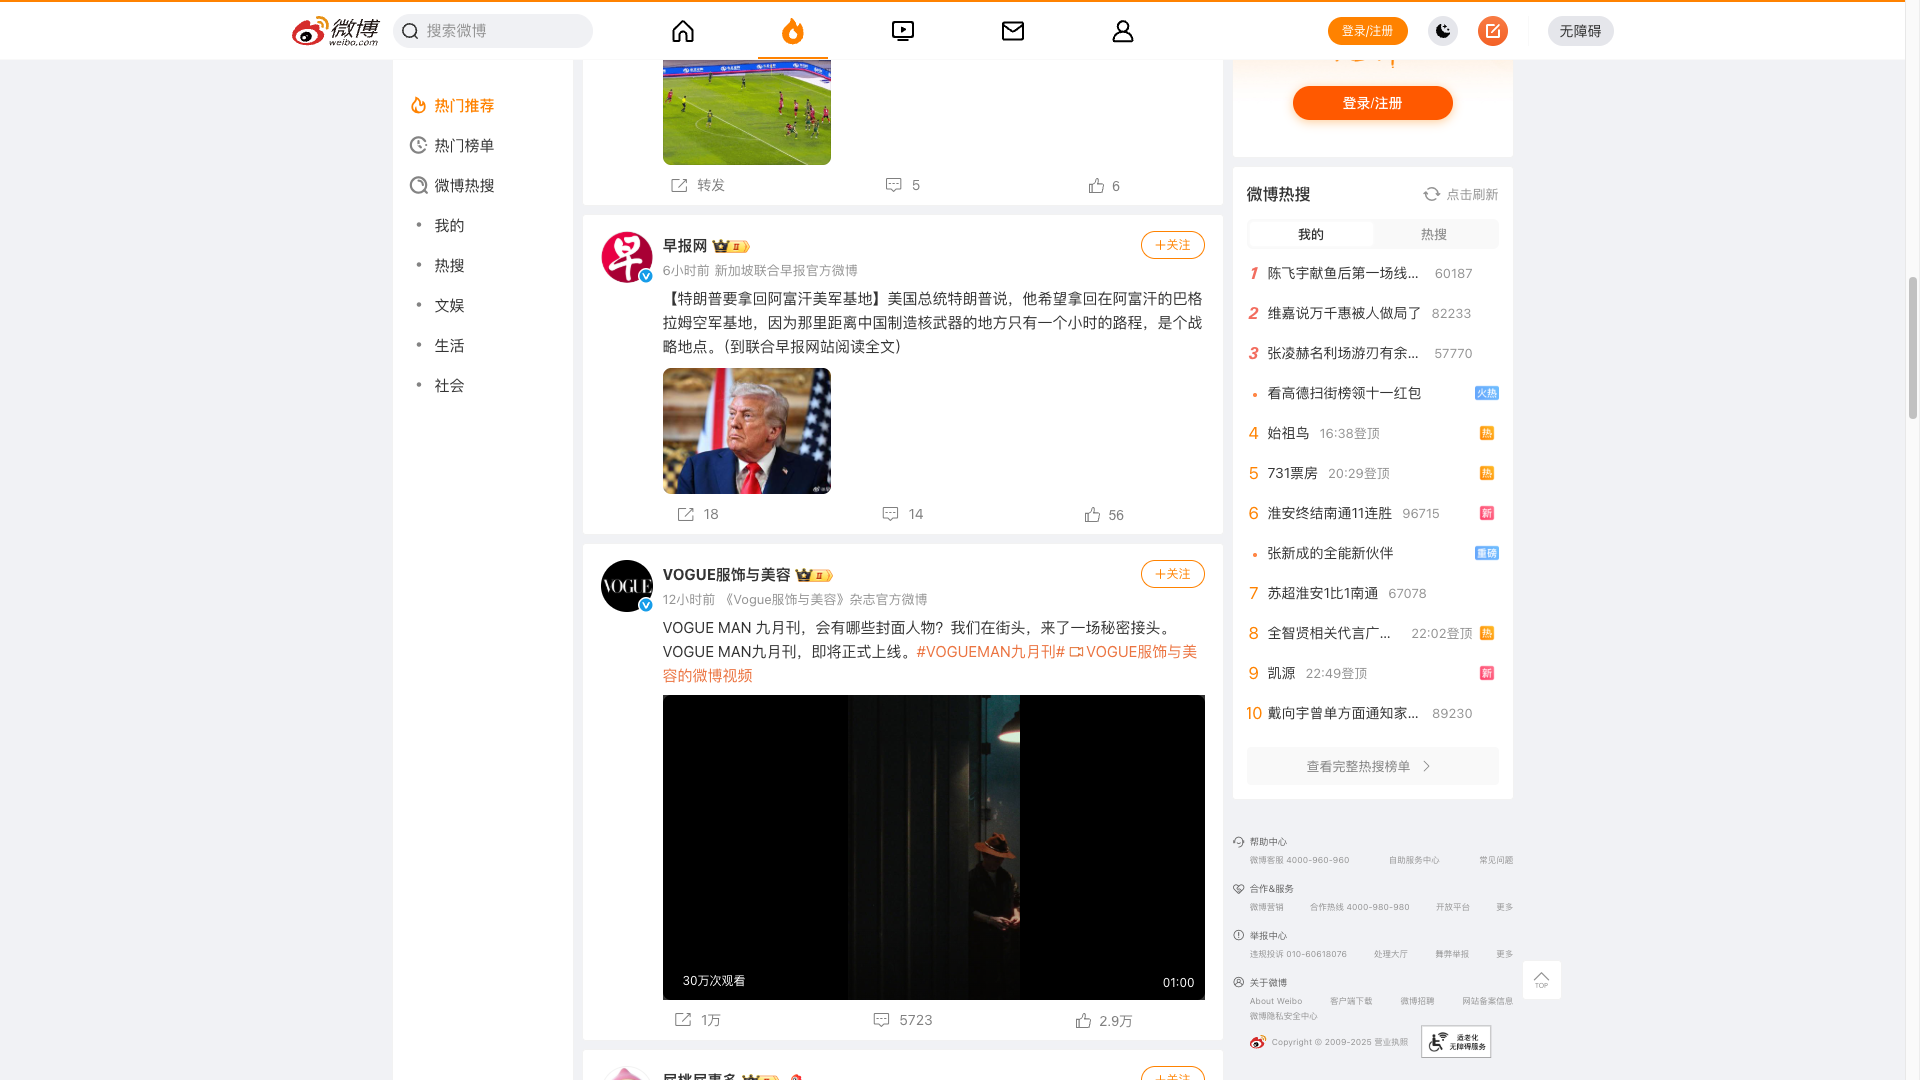 微博
weibo.com
搜索微博
登录/注册
无障碍
热门推荐
热门榜单
微博热搜
我的
热搜
文娱
生活
社会
转发
5
6
早报网
+关注
6小时前 新加坡联合早报官方微博
【特朗普要拿回阿富汗美军基地】美国总统特朗普说，他希望拿回在阿富汗的巴格
拉姆空军基地，因为那里距离中国制造核武器的地方只有一个小时的路程，是个战
略地点。（到联合早报网站阅读全文）
18
14
56
VOGUE
VOGUE服饰与美容
+关注
12小时前 《Vogue服饰与美容》杂志官方微博
VOGUE MAN 九月刊，会有哪些封面人物？我们在街头，来了一场秘密接头。
VOGUE MAN九月刊，即将正式上线。#VOGUEMAN九月刊# VOGUE服饰与美
容的微博视频
30万次观看
01:00
1万
5723
2.9万
+关注
登录/注册
微博热搜
点击刷新
我的
热搜
1 陈飞宇献鱼后第一场线... 60187
2 维嘉说万千惠被人做局了 82233
3 张凌赫名利场游刃有余... 57770
看高德扫街榜领十一红包 火热
4 始祖鸟 16:38登顶 热
5 731票房 20:29登顶 热
6 淮安终结南通11连胜 96715 新
张新成的全能新伙伴 重磅
7 苏超淮安1比1南通 67078
8 全智贤相关代言广... 22:02登顶 热
9 凯源 22:49登顶 新
10 戴向宇曾单方面通知家... 89230
查看完整热搜榜单
帮助中心
微博客服 4000-960-960 自助服务中心 常见问题
合作&服务
微博营销 合作热线 4000-980-980 开放平台 更多
举报中心
违规投诉 010-60618076 处理大厅 舞弊举报 更多
关于微博
About Weibo 客户端下载 微博招聘 网站备案信息
微博隐私安全中心
Copyright © 2009-2025 营业执照
适老化
无障碍服务
TOP